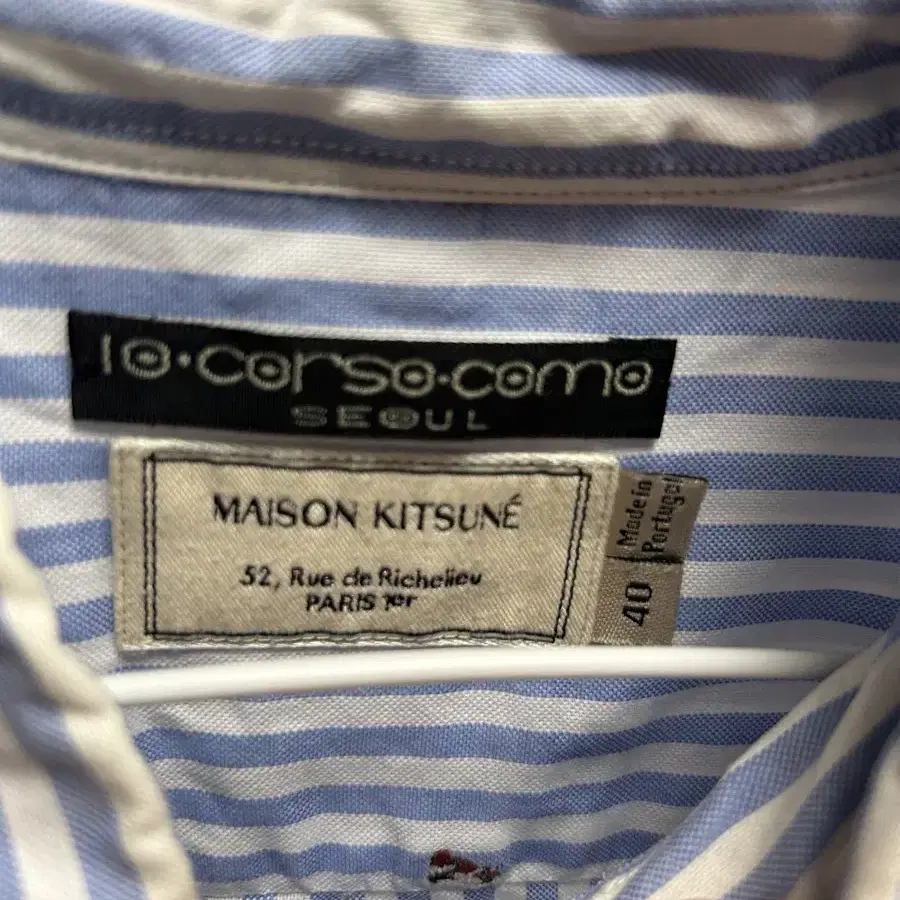 10·corso·como
SEOUL
MAISON KITSUNÉ
52, Rue de Richelieu
PARIS 1er
Made in
Portugal
40